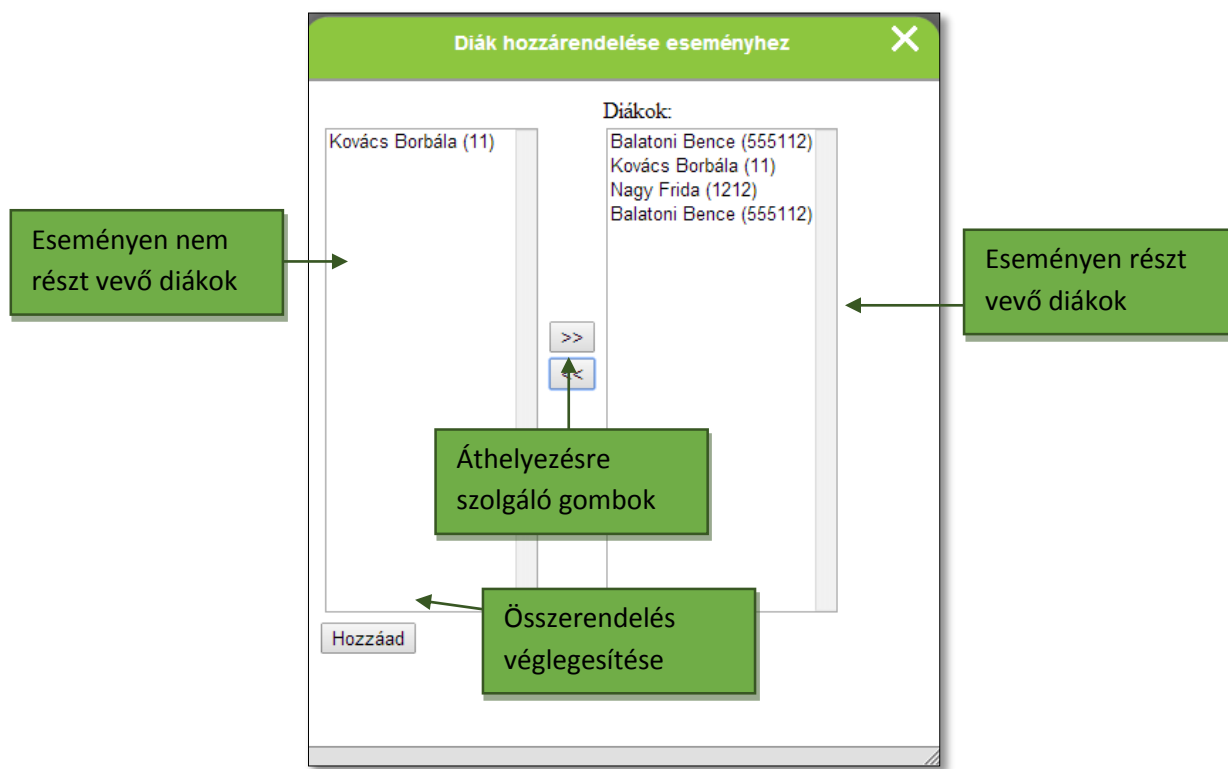 Diák hozzárendelése eseményhez
Diákok:
Kovács Borbála (11)
Balatoni Bence (555112)
Kovács Borbála (11)
Nagy Frida (1212)
Balatoni Bence (555112)
Eseményen nem
részt vevő diákok
Eseményen részt
vevő diákok
>>
<<
Áthelyezésre
szolgáló gombok
Összerendelés
véglegesítése
Hozzáad